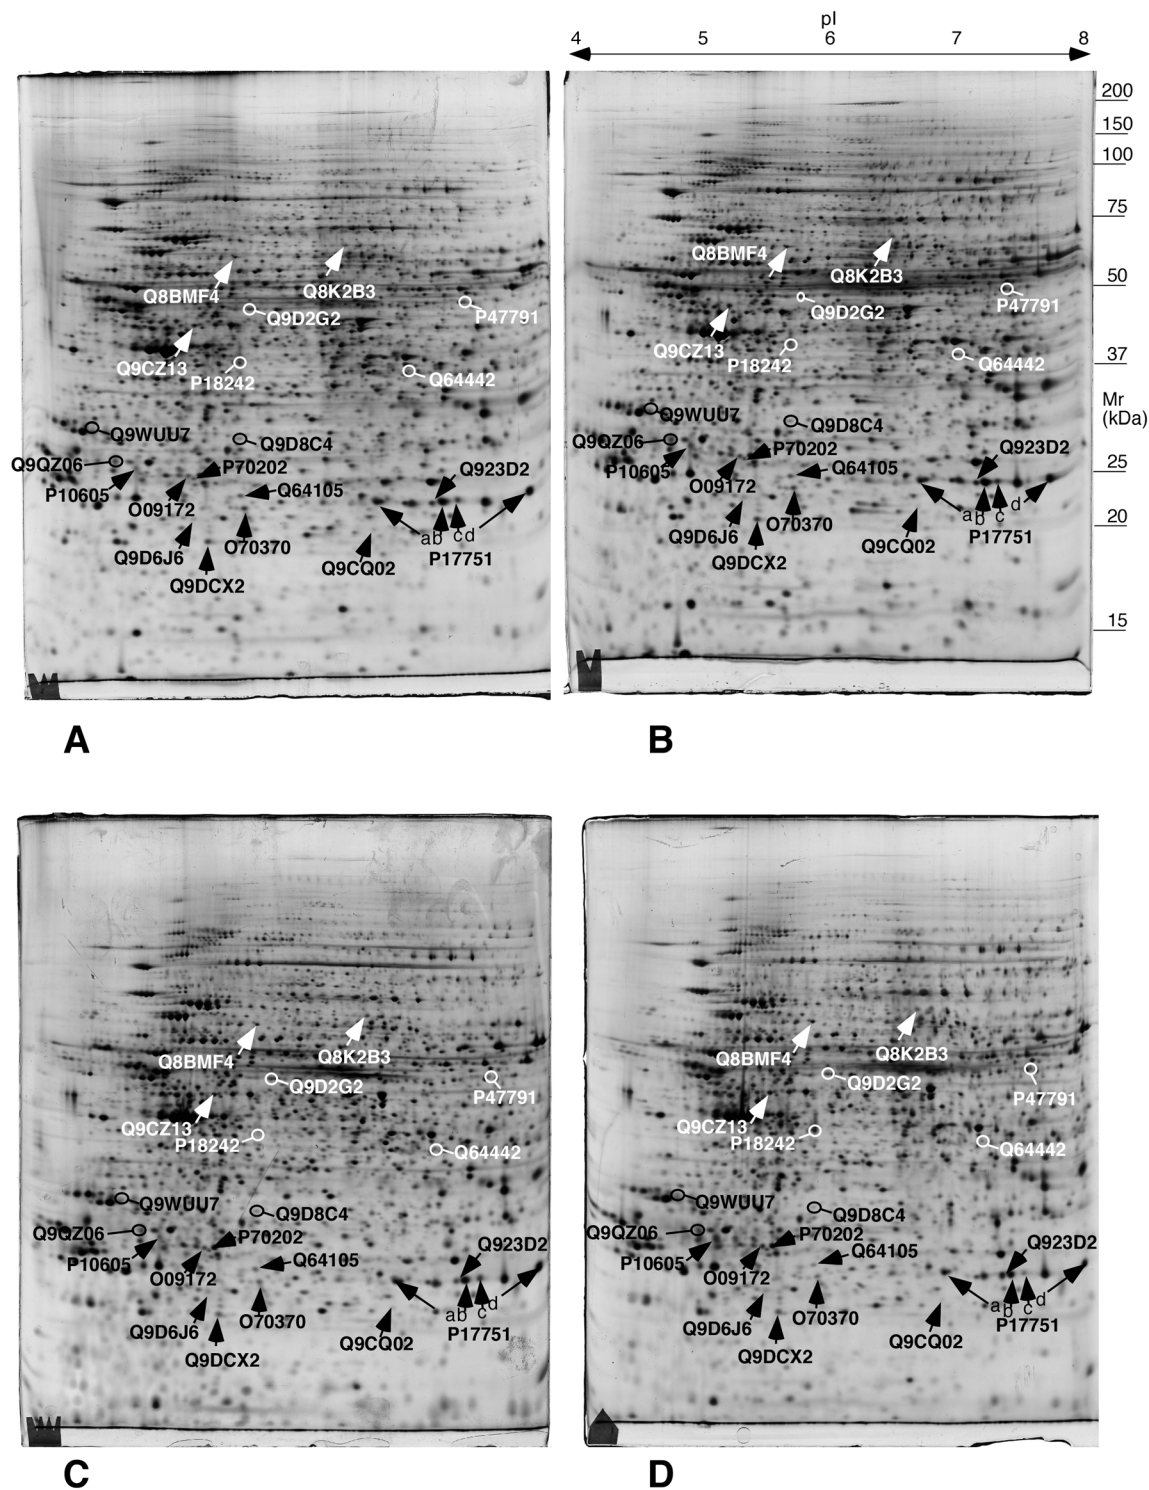 pI
4 5 6 7 8
200
150
100
75
50
37
Mr
(kDa)
25
20
15
Q8BMF4
Q8K2B3
Q9D2G2
P47791
Q9CZ13
P18242
Q64442
Q9WUU7
Q9D8C4
Q9QZ06
P70202
Q923D2
P10605
Q64105
O09172
a b c d
Q9D6J6
O70370
P17751
Q9CQ02
Q9DCX2
A
Q8BMF4
Q8K2B3
Q9D2G2
P47791
Q9CZ13
P18242
Q64442
Q9WUU7
Q9D8C4
Q9QZ06
P70202
Q923D2
P10605
Q64105
O09172
a b c d
Q9D6J6
O70370
P17751
Q9CQ02
Q9DCX2
B
Q8BMF4
Q8K2B3
Q9D2G2
P47791
Q9CZ13
P18242
Q64442
Q9WUU7
Q9D8C4
Q9QZ06
P70202
Q923D2
P10605
Q64105
O09172
a b c d
Q9D6J6
O70370
P17751
Q9CQ02
Q9DCX2
C
Q8BMF4
Q8K2B3
Q9D2G2
P47791
Q9CZ13
P18242
Q64442
Q9WUU7
Q9D8C4
Q9QZ06
P70202
Q923D2
P10605
Q64105
O09172
a b c d
Q9D6J6
O70370
P17751
Q9CQ02
Q9DCX2
D